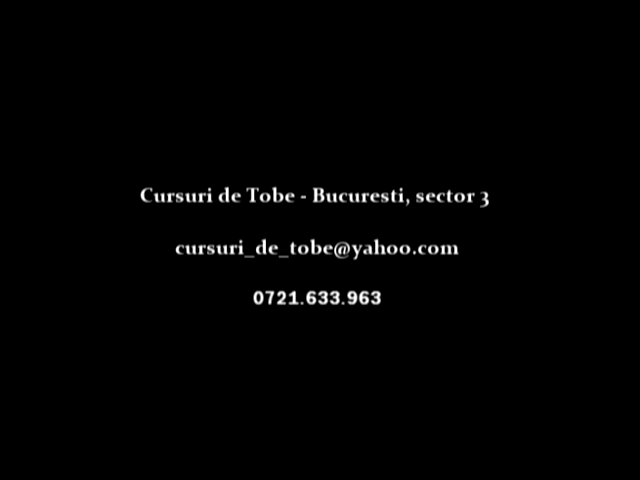 Cursuri de Tobe - Bucuresti, sector 3
cursuri_de_tobe@yahoo.com
0721.633.963